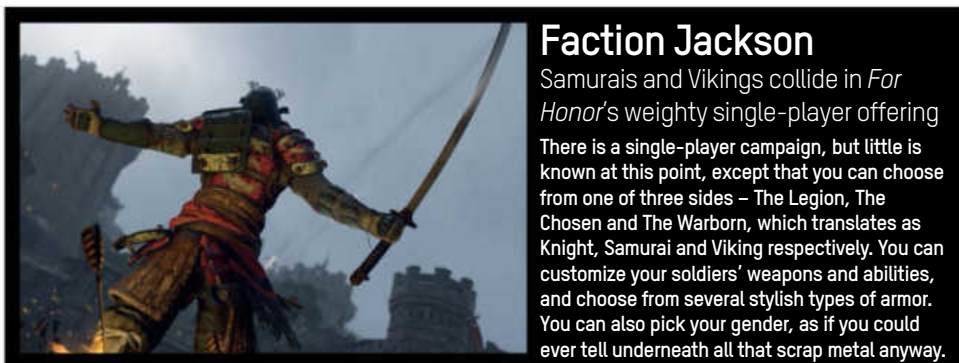 Faction Jackson
Samurais and Vikings collide in For
Honor's weighty single-player offering
There is a single-player campaign, but little is
known at this point, except that you can choose
from one of three sides – The Legion, The
Chosen and The Warborn, which translates as
Knight, Samurai and Viking respectively. You can
customize your soldiers' weapons and abilities,
and choose from several stylish types of armor.
You can also pick your gender, as if you could
ever tell underneath all that scrap metal anyway.